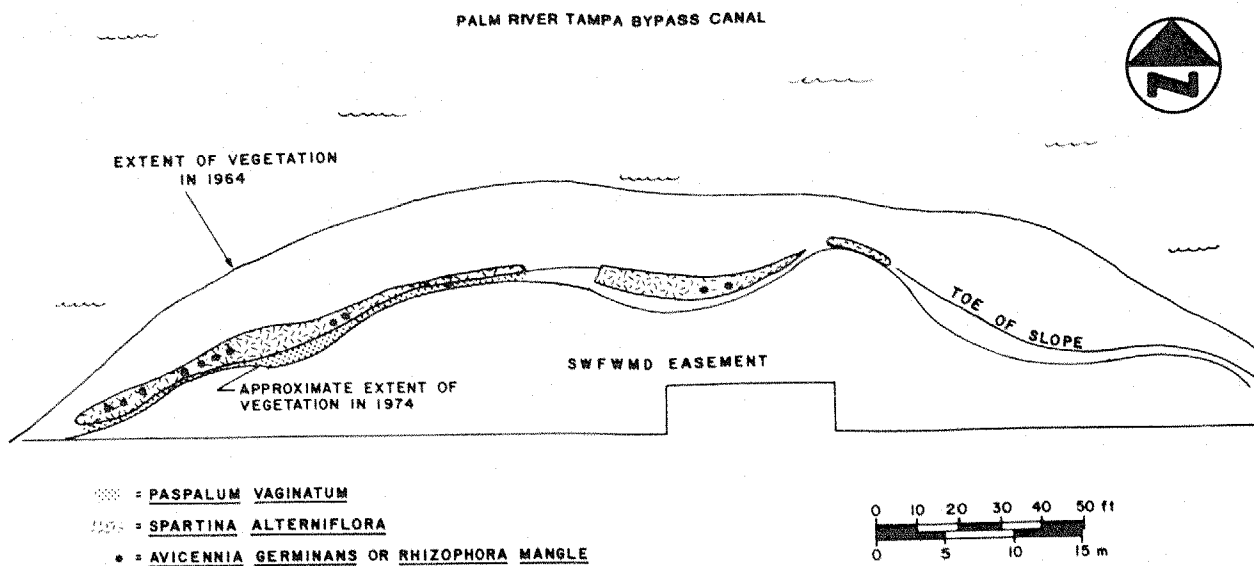 PALM RIVER TAMPA BYPASS CANAL
N
EXTENT OF VEGETATION
IN 1964
TOE OF SLOPE
SWFWMD EASEMENT
APPROXIMATE EXTENT OF
VEGETATION IN 1974
= PASPALUM VAGINATUM
= SPARTINA ALTERNIFLORA
= AVICENNIA GERMINANS OR RHIZOPHORA MANGLE
0 10 20 30 40 50 ft
0 5 10 15 m